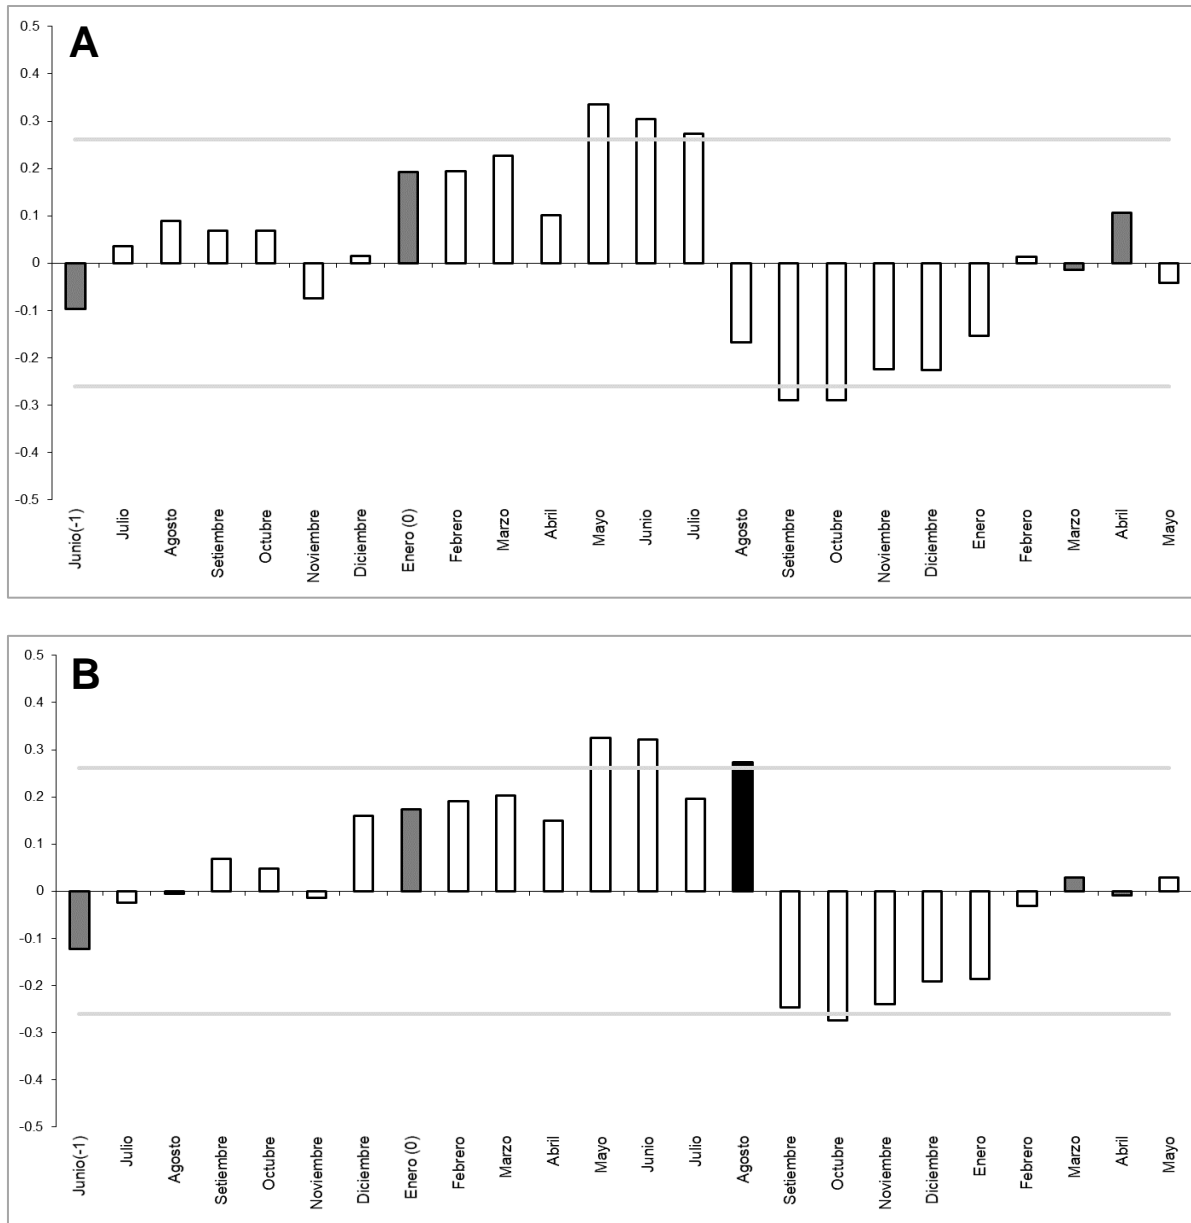 A
0.5
0.4
0.3
0.2
0.1
0
-0.1
-0.2
-0.3
-0.4
-0.5
Junio(-1)
Julio
Agosto
Setiembre
Octubre
Noviembre
Diciembre
Enero (0)
Febrero
Marzo
Abril
Mayo
Junio
Julio
Agosto
Setiembre
Octubre
Noviembre
Diciembre
Enero
Febrero
Marzo
Abril
Mayo
B
0.5
0.4
0.3
0.2
0.1
0
-0.1
-0.2
-0.3
-0.4
-0.5
Junio(-1)
Julio
Agosto
Setiembre
Octubre
Noviembre
Diciembre
Enero (0)
Febrero
Marzo
Abril
Mayo
Junio
Julio
Agosto
Setiembre
Octubre
Noviembre
Diciembre
Enero
Febrero
Marzo
Abril
Mayo